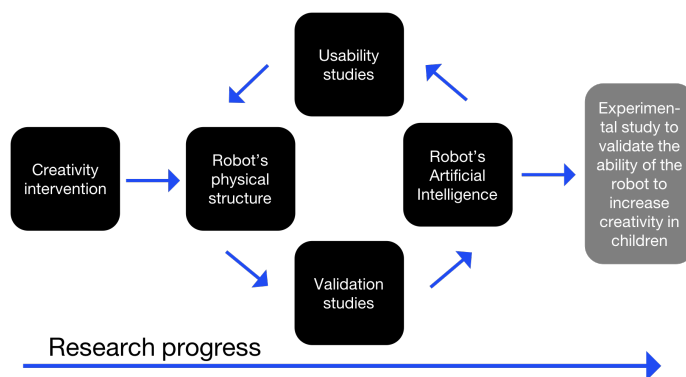 Usability
studies
Creativity
intervention
Robot's
physical
structure
Robot's
Artificial
Intelligence
Experimen-
tal study to
validate the
ability of the
robot to
increase
creativity in
children
Validation
studies
Research progress